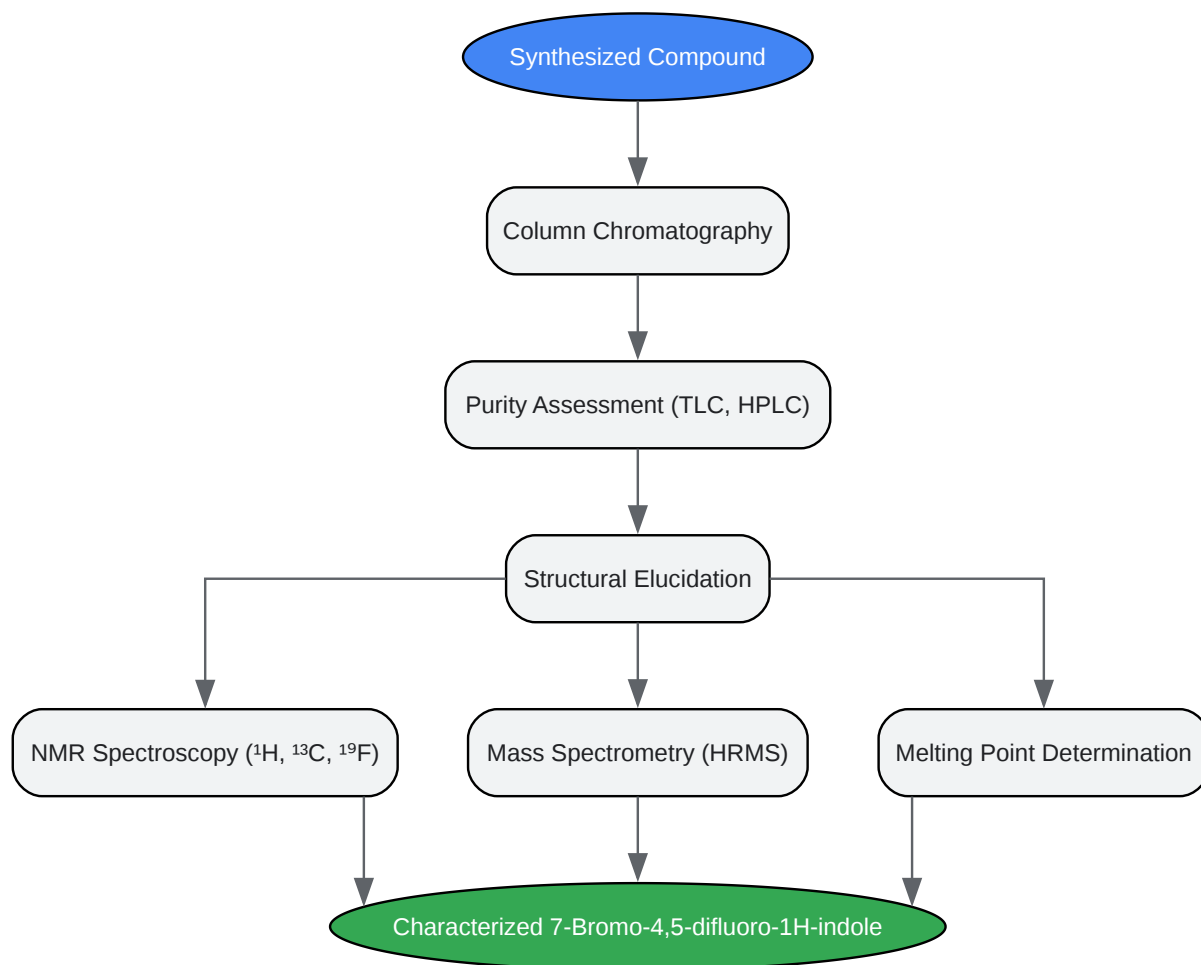 Synthesized Compound
Column Chromatography
Purity Assessment (TLC, HPLC)
Structural Elucidation
NMR Spectroscopy (¹H, ¹³C, ¹⁹F)
Mass Spectrometry (HRMS)
Melting Point Determination
Characterized 7-Bromo-4,5-difluoro-1H-indole